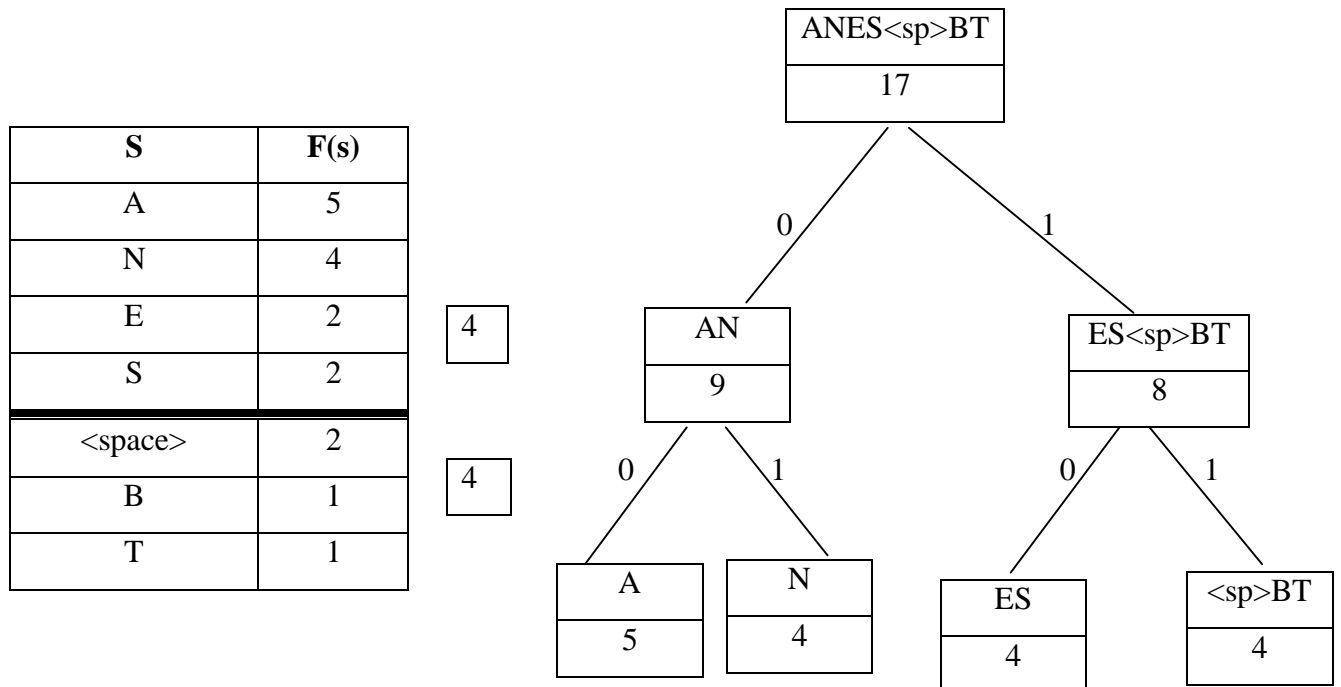 S F(s)
A 5
N 4
E 2
S 2
<space> 2
B 1
T 1
4
4
ANES<sp>BT
17
0 1
AN
9
ES<sp>BT
8
0 1
0 1
A
5
N
4
ES
4
<sp>BT
4